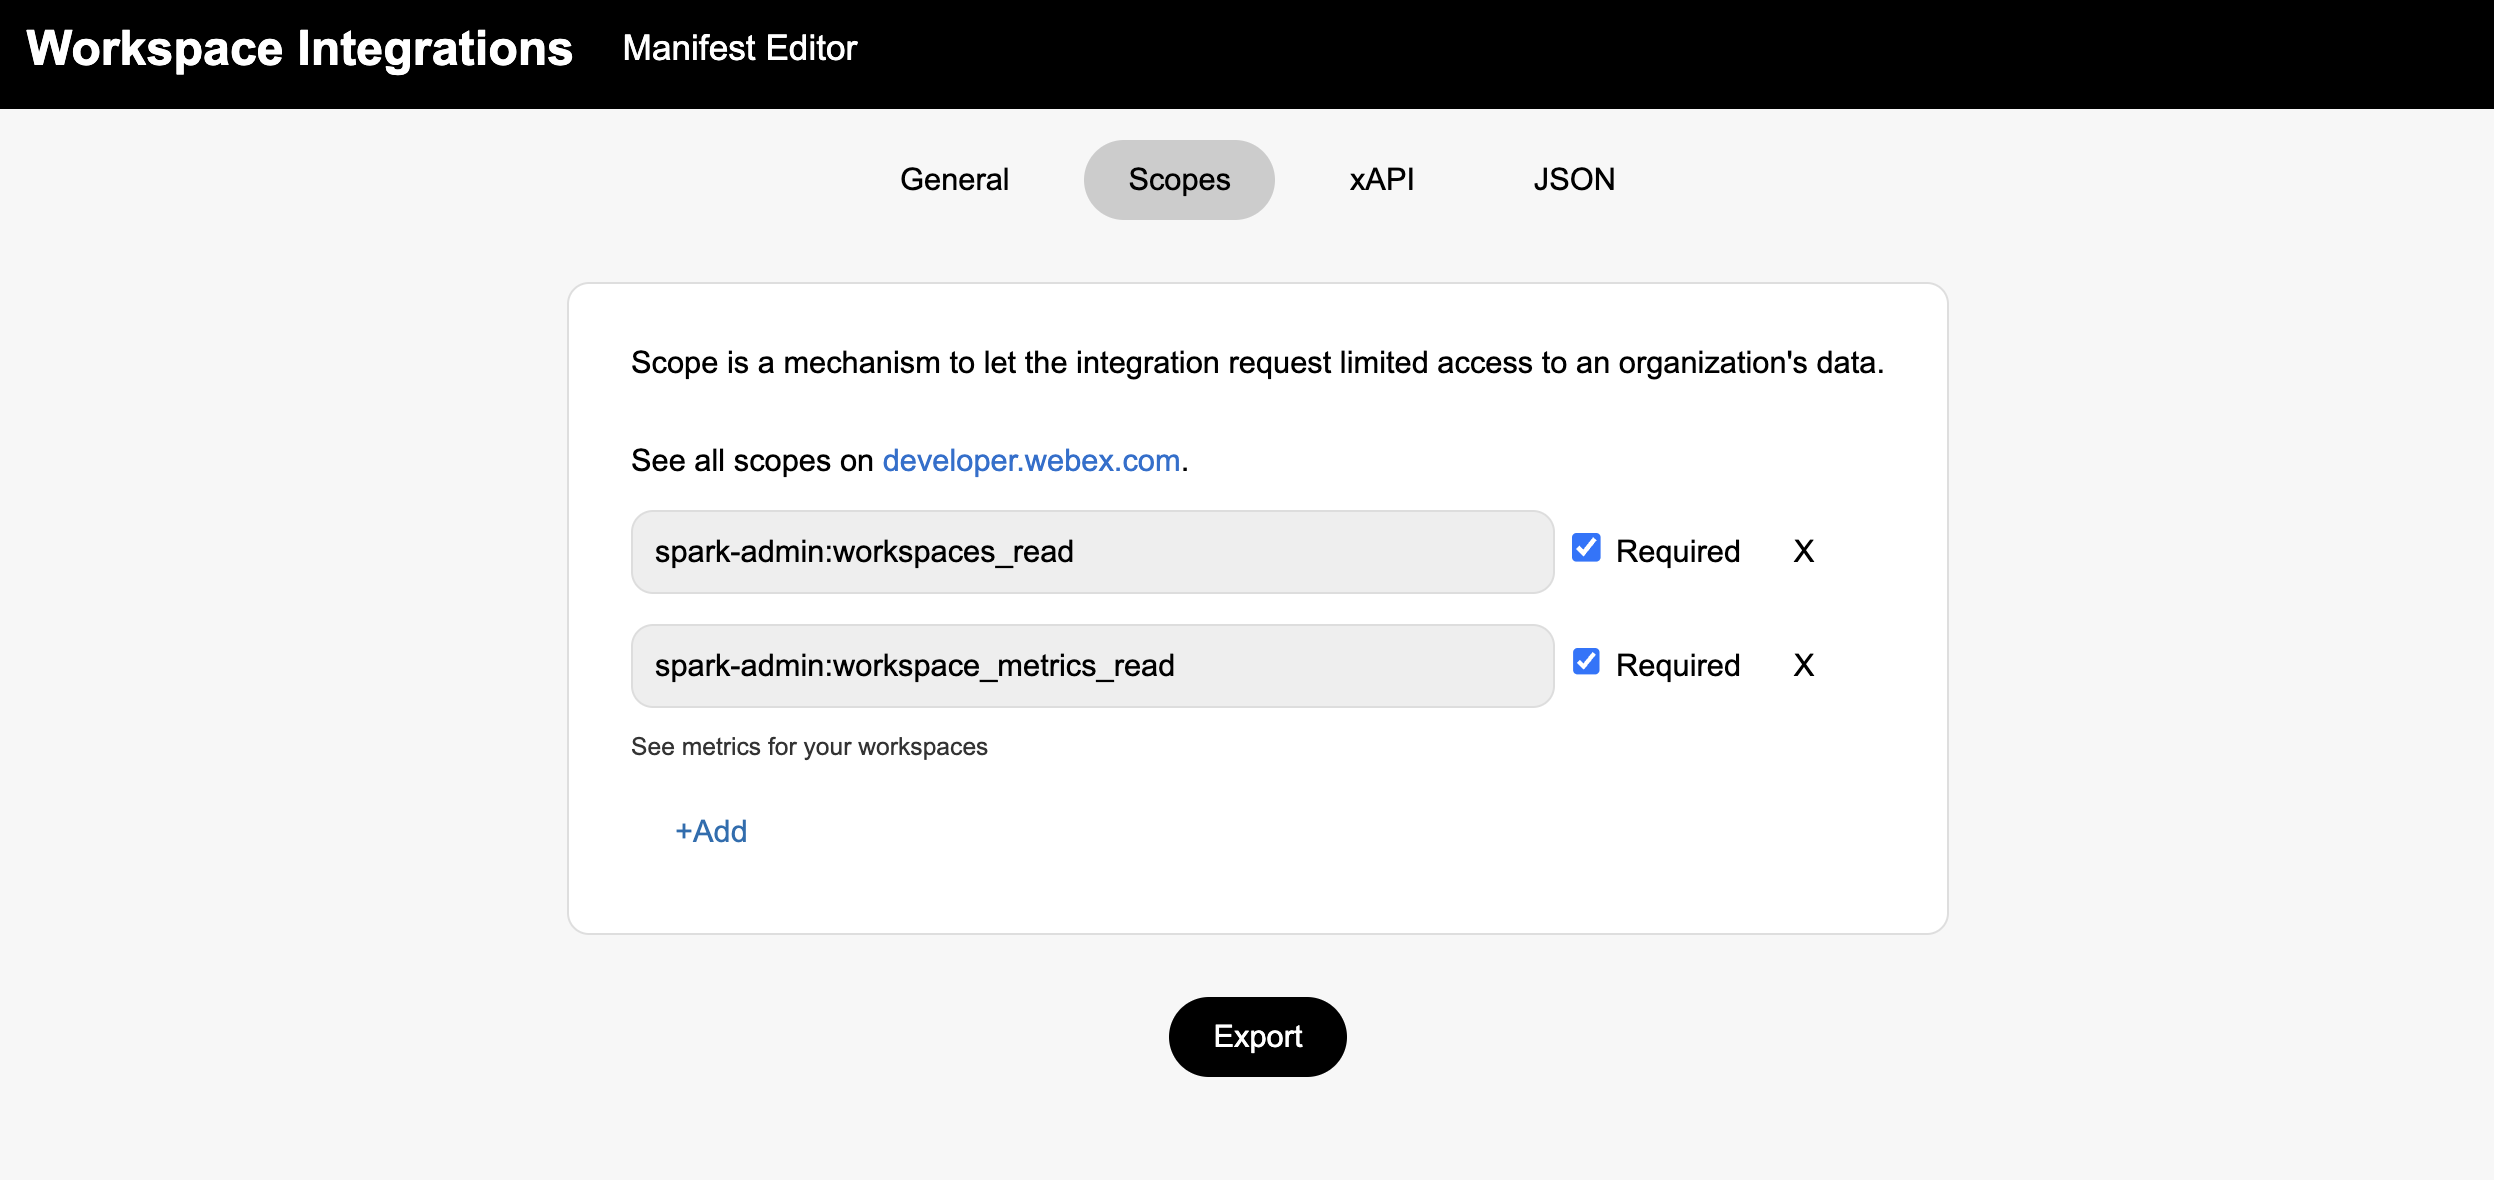 Workspace Integrations Manifest Editor
General Scopes xAPI JSON
Scope is a mechanism to let the integration request limited access to an organization's data.
See all scopes on developer.webex.com.
spark-admin:workspaces_read Required X
spark-admin:workspace_metrics_read Required X
See metrics for your workspaces
+Add
Export